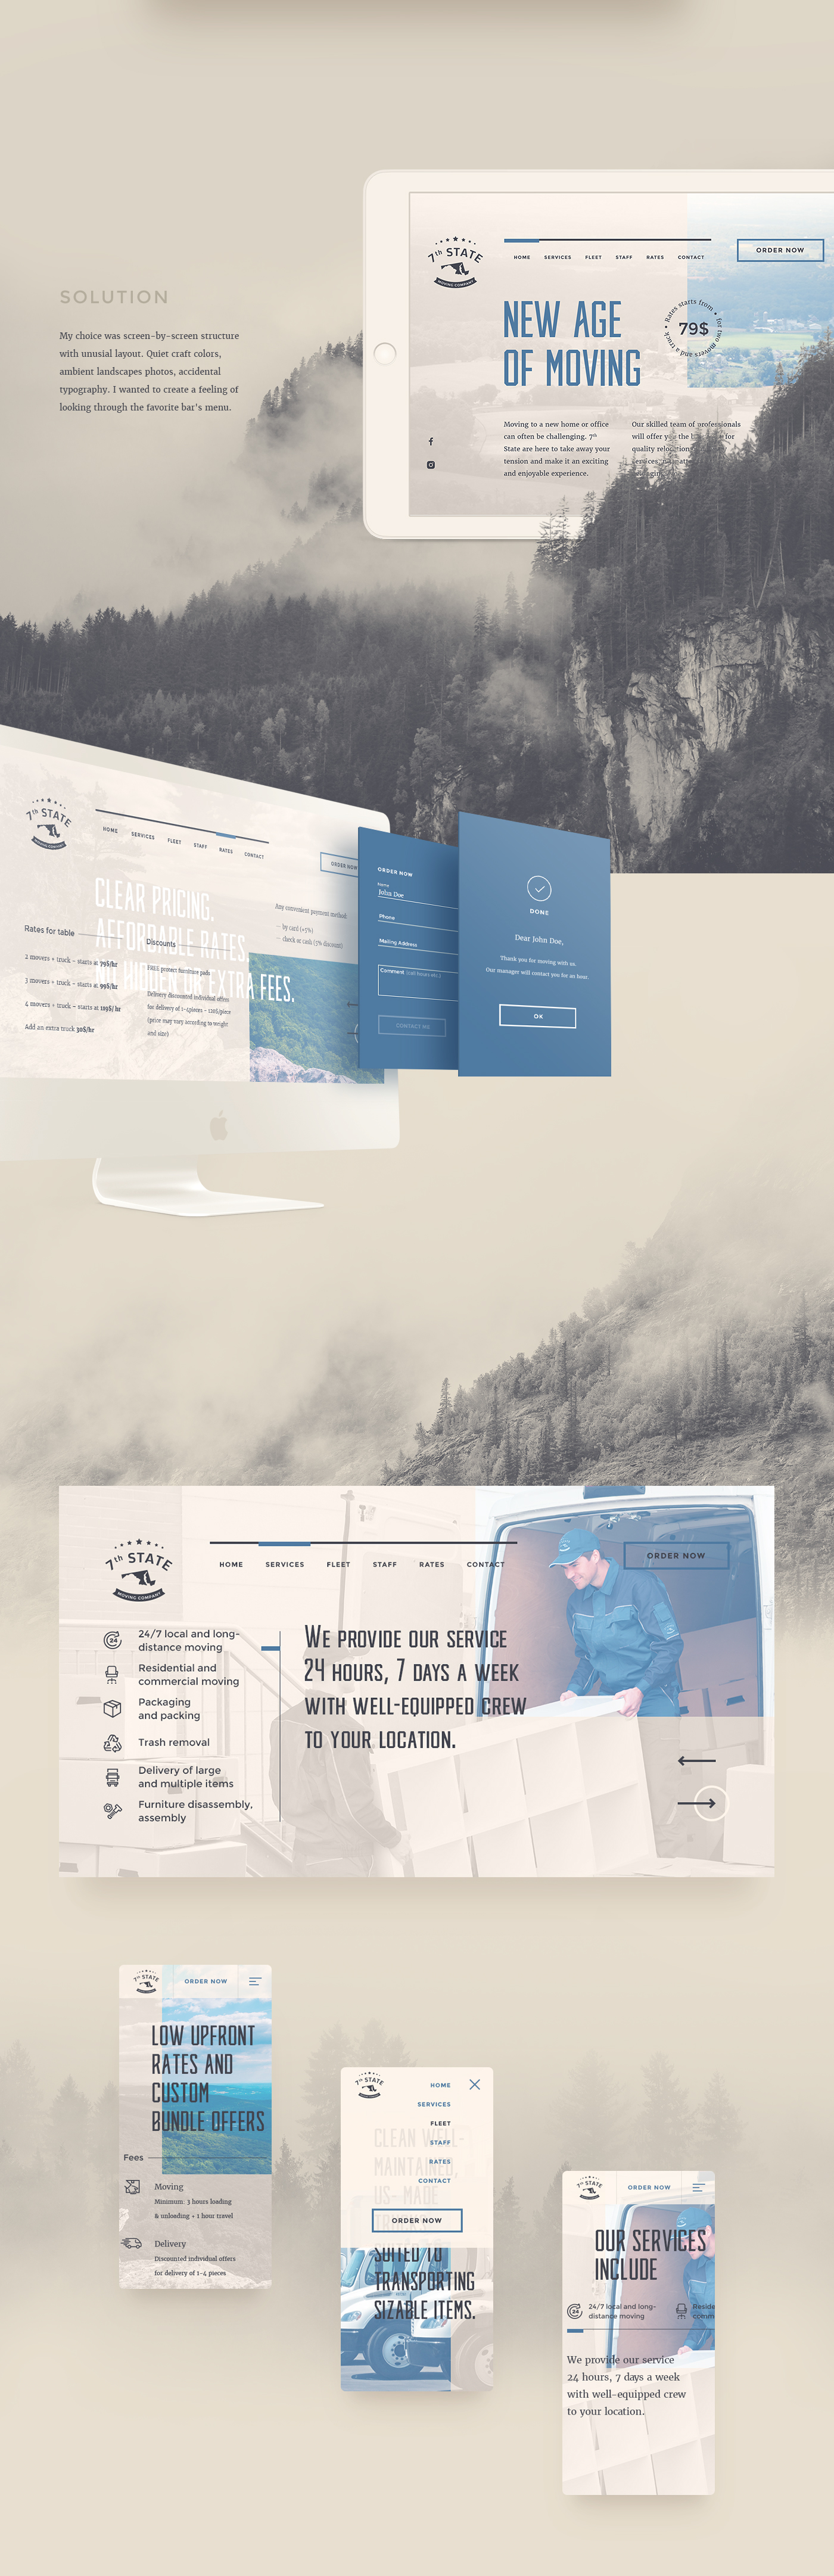 SOLUTION
My choice was screen-by-screen structure
with unusial layout. Quiet craft colors,
ambient landscapes photos, accidental
typography. I wanted to create a feeling of
looking through the favorite bar's menu.
7th STATE
MOVING COMPANY
HOME SERVICES FLEET STAFF RATES CONTACT
ORDER NOW
NEW AGE
OF MOVING
Rates starts from • for two movers and a truck •
79$
Moving to a new home or office
can often be challenging. 7th
State are here to take away your
tension and make it an exciting
and enjoyable experience.
Our skilled team of professionals
will offer you the for
quality
services
7th STATE
MOVING COMPANY
HOME SERVICES FLEET STAFF RATES CONTACT
ORDER NOW
CLEAR PRICING.
AFFORDABLE RATES.
NO HIDDEN OR EXTRA FEES.
Any convenient payment method:
— by card (+5%)
— check or cash (5% discount)
Rates for table
2 movers + truck - starts at 79$/hr
3 movers + truck - starts at 99$/hr
4 movers + truck - starts at 119$/hr
Add an extra truck 30$/hr
Discounts
FREE protect furniture pads
Delivery discounted individual offers
for delivery of 1-4pieces - 120$/piece
(price may vary according to weight
and size)
ORDER NOW
Name
John Doe
Phone
Mailing Address
Comment (call behalf etc.)
CONTACT ME
DONE
Dear John Doe,
Thank you for moving with us.
Our manager will contact you for an hour.
OK
7th STATE
MOVING COMPANY
HOME SERVICES FLEET STAFF RATES CONTACT
ORDER NOW
24
24/7 local and long-
distance moving
Residential and
commercial moving
Packaging
and packing
Trash removal
Delivery of large
and multiple items
Furniture disassembly,
assembly
WE PROVIDE OUR SERVICE
24 HOURS, 7 DAYS A WEEK
WITH WELL-EQUIPPED CREW
TO YOUR LOCATION.
7th STATE
ORDER NOW
LOW UPFRONT
RATES AND
CUSTOM
BUNDLE OFFERS
Fees
Moving
Minimum: 3 hours loading
& unloading + 1 hour travel
Delivery
Discounted individual offers
for delivery of 1-4 pieces
7th STATE
HOME
SERVICES
FLEET
STAFF
RATES
CONTACT
ORDER NOW
CLEAN WELL-
MAINTAINED,
US- MADE
TRUCKS
SUITED TO
TRANSPORTING
SIZABLE ITEMS.
7th STATE
ORDER NOW
OUR SERVICES
INCLUDE
24
24/7 local and long-
distance moving
Reside
comm
We provide our service
24 hours, 7 days a week
with well-equipped crew
to your location.